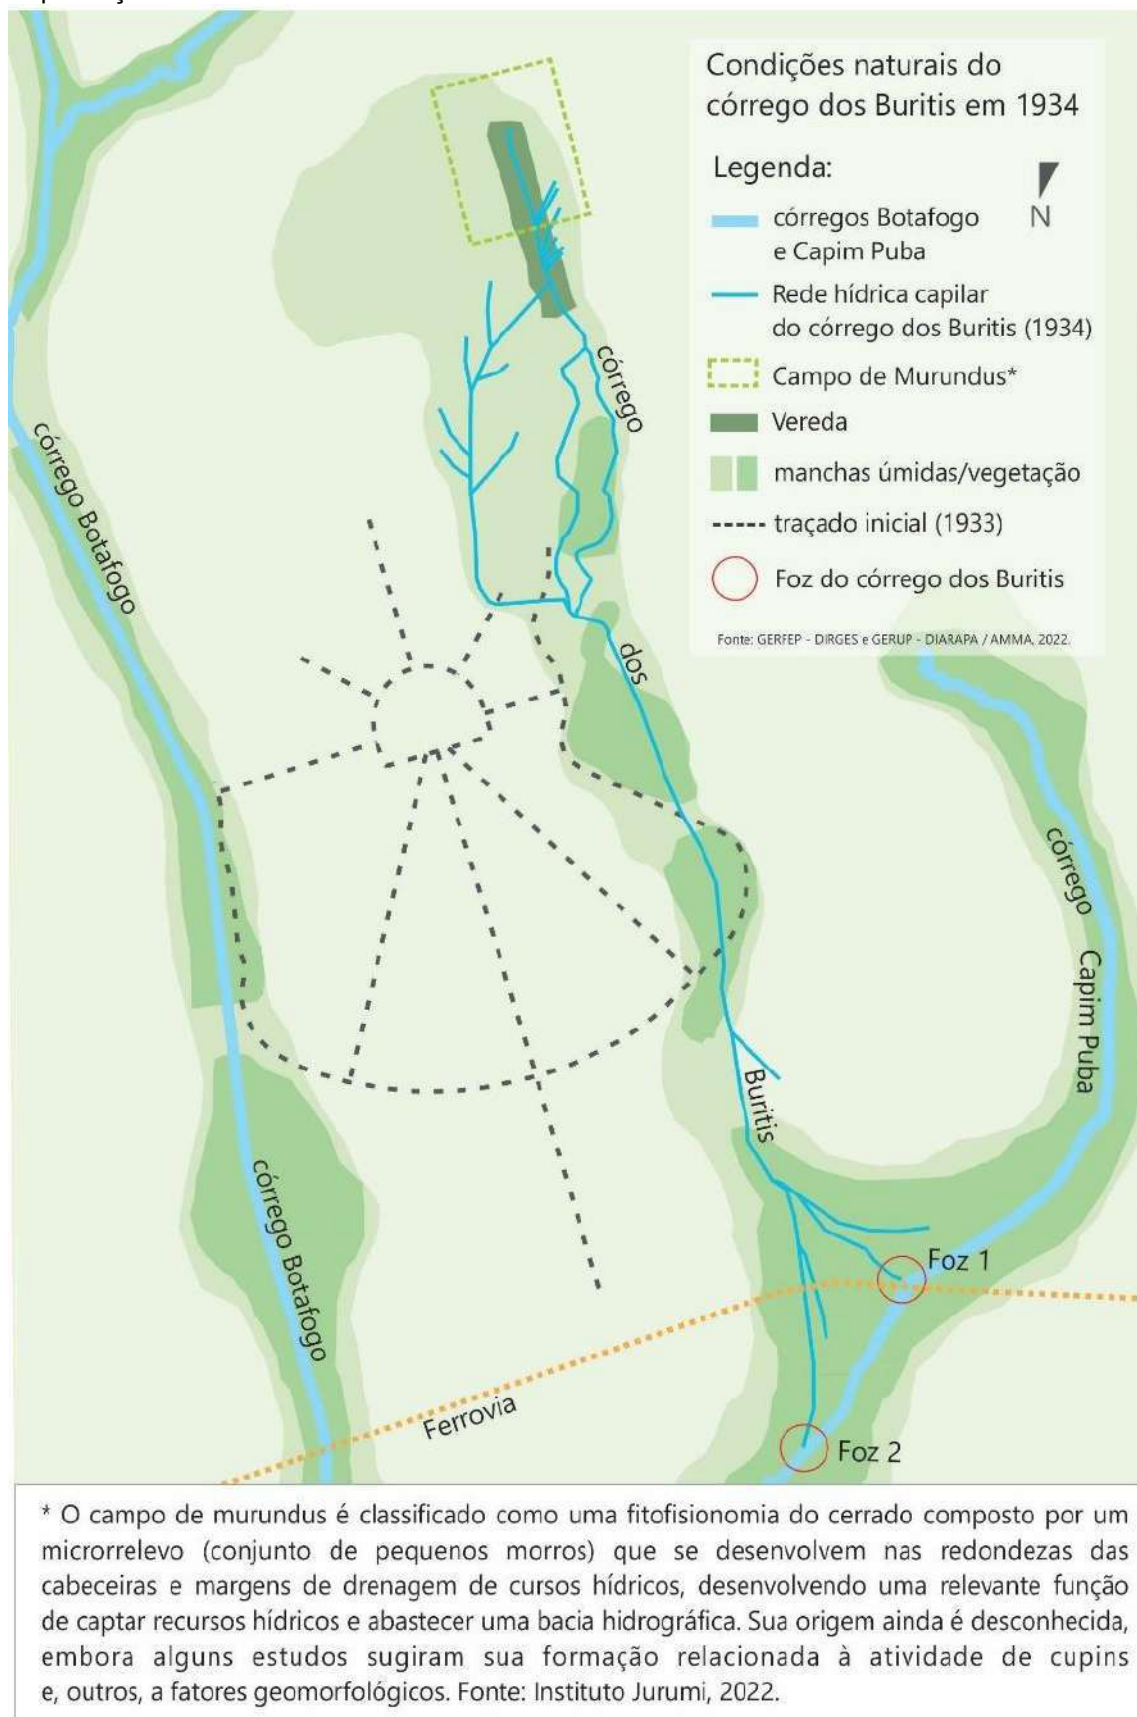 Condições naturais do
córrego dos Buritis em 1934
Legenda:
N
córregos Botafogo
e Capim Puba
Rede hídrica capilar
do córrego dos Buritis (1934)
Campo de Murundus*
Vereda
manchas úmidas/vegetação
traçado inicial (1933)
Foz do córrego dos Buritis
Fonte: GERFEP - DIRGES e GERUP - DIARAPA / AMMA, 2022.
córrego
dos
Buritis
córrego Botafogo
córrego Botafogo
córrego
Capim Puba
Foz 1
Foz 2
Ferrovia
* O campo de murundus é classificado como uma fitofisionomia do cerrado composto por um
microrrelevo (conjunto de pequenos morros) que se desenvolvem nas redondezas das
cabeceiras e margens de drenagem de cursos hídricos, desenvolvendo uma relevante função
de captar recursos hídricos e abastecer uma bacia hidrográfica. Sua origem ainda é desconhecida,
embora alguns estudos sugiram sua formação relacionada à atividade de cupins
e, outros, a fatores geomorfológicos. Fonte: Instituto Jurumi, 2022.